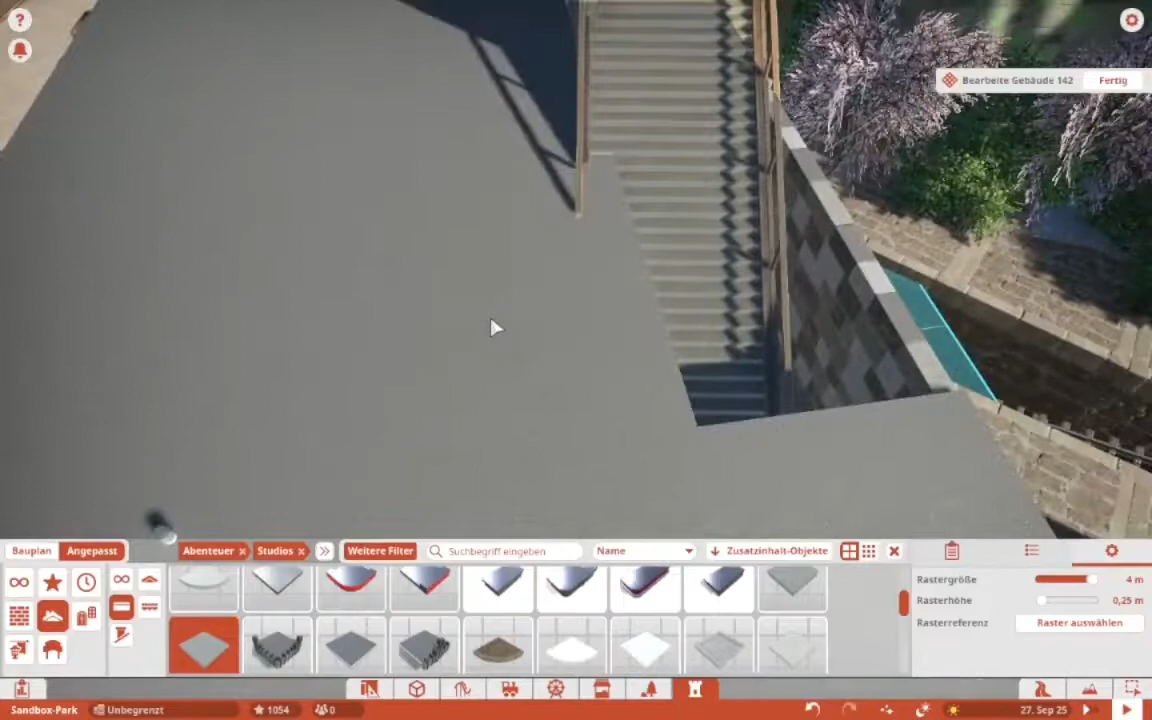 ?
Bearbeite Gebäude 142 Fertig
Bauplan Angepasst Abenteuer x Studios x Weitere Filter Suchbegriff eingeben Name Zusatzinhalt-Objekte
Rastergröße 4 m
Rasterhöhe 0,25 m
Rasterreferenz Raster auswählen
Sandbox-Park Unbegrenzt 1054 0 27. Sep 25